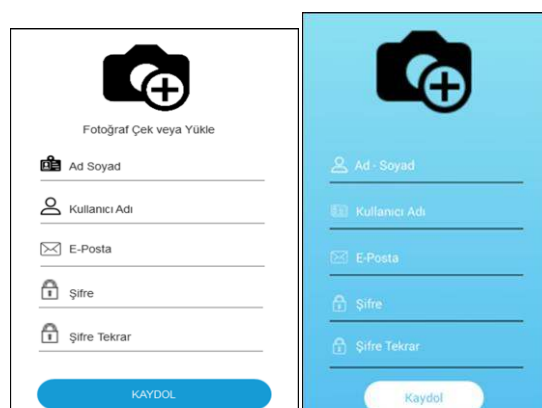 Fotoğraf Çek veya Yükle
Ad Soyad
Kullanıcı Adı
E-Posta
Şifre
Şifre Tekrar
KAYDOL
Ad - Soyad
Kullanıcı Adı
E-Posta
Şifre
Şifre Tekrar
Kaydol